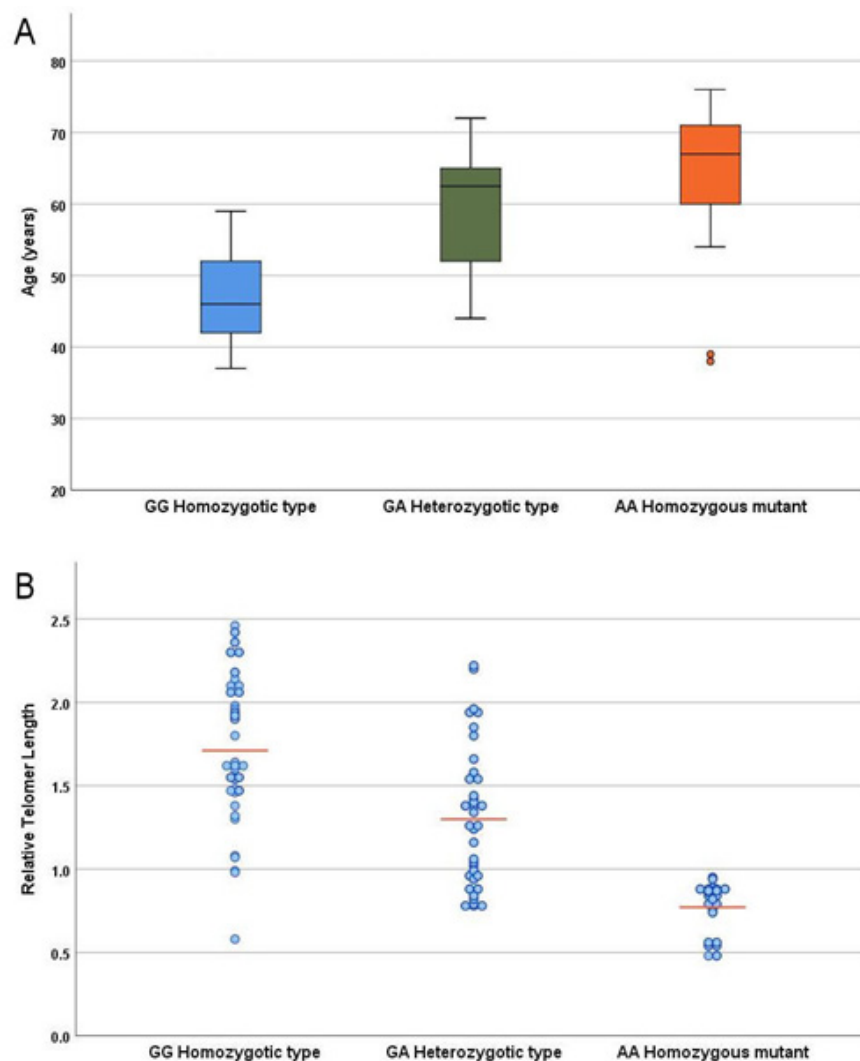 A
80
70
60
50
40
30
20
Age (years)
GG Homozygotic type GA Heterozygotic type AA Homozygous mutant
B
2.5
2.0
1.5
1.0
0.5
0.0
Relative Telomer Length
GG Homozygotic type GA Heterozygotic type AA Homozygous mutant